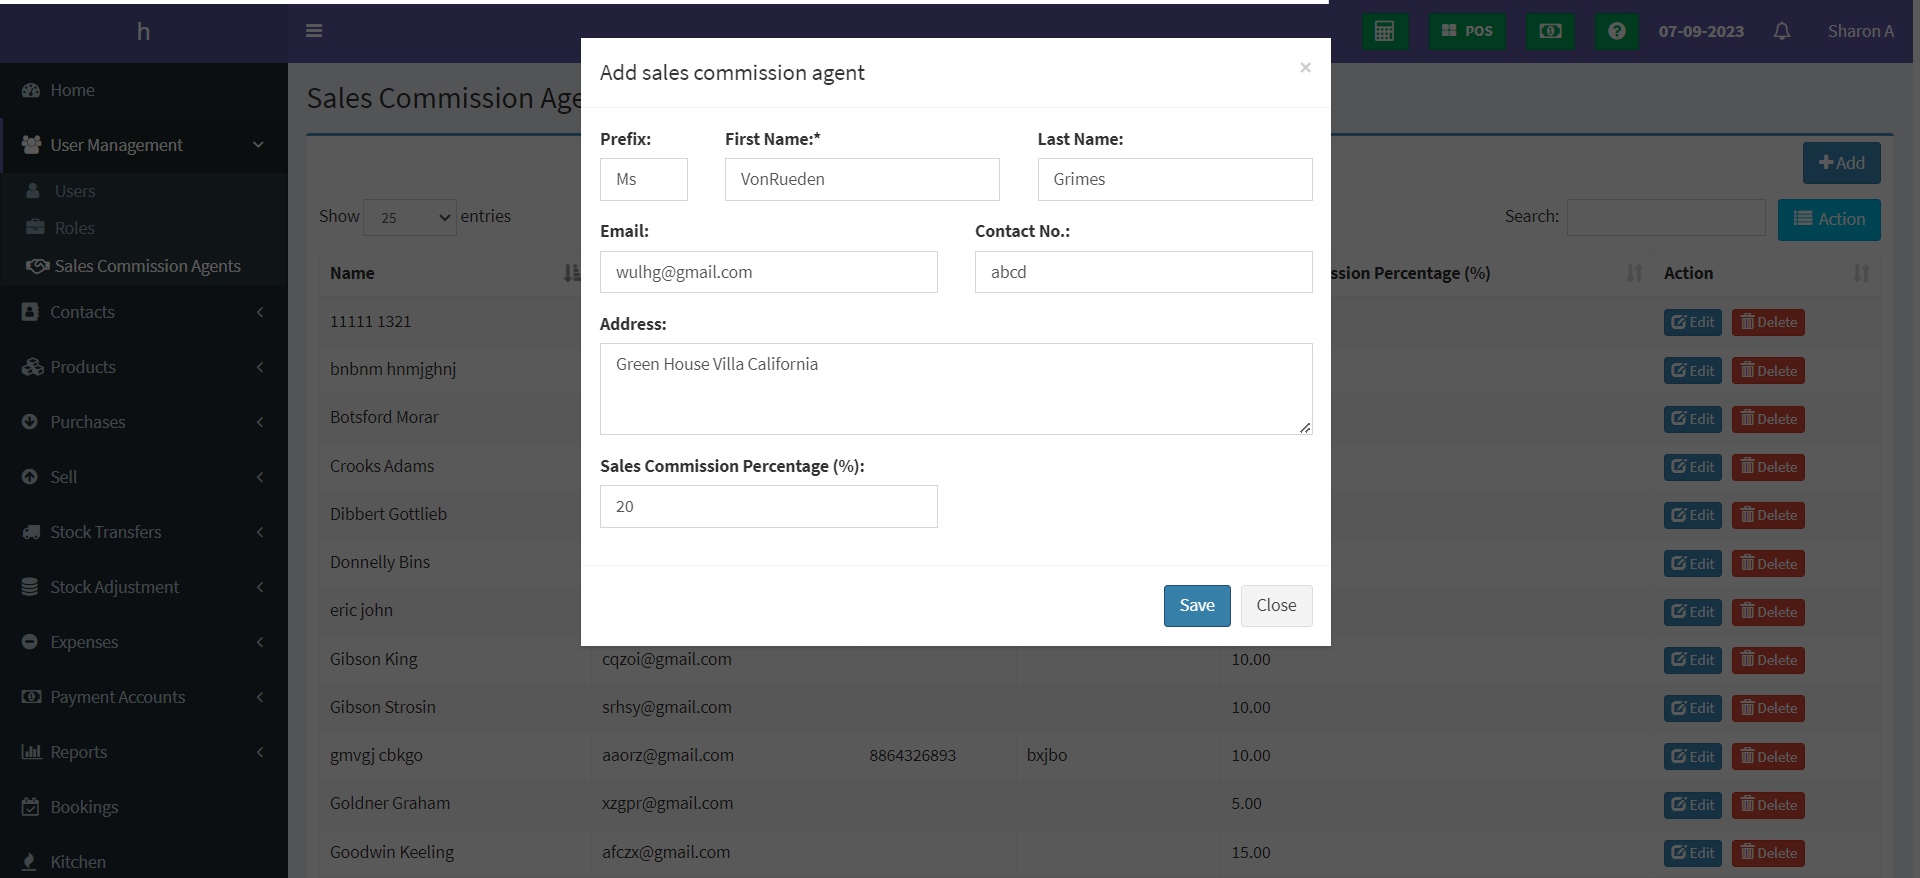 h
POS
07-09-2023
Sharon A
Home
User Management
Users
Roles
Sales Commission Agents
Contacts
Products
Purchases
Sell
Stock Transfers
Stock Adjustment
Expenses
Payment Accounts
Reports
Bookings
Kitchen
Sales Commission Age
Add
Show 25 entries
Search:
Action
Name
ssion Percentage (%)
Action
11111 1321
Edit Delete
bnbnm hnmjghnj
Edit Delete
Botsford Morar
Edit Delete
Crooks Adams
Edit Delete
Dibbert Gottlieb
Edit Delete
Donnelly Bins
Edit Delete
eric john
Edit Delete
Gibson King cqzoi@gmail.com 10.00 Edit Delete
Gibson Strosin srhsy@gmail.com 10.00 Edit Delete
gmvgj cbkgo aaorz@gmail.com 8864326893 bxjbo 10.00 Edit Delete
Goldner Graham xzgpr@gmail.com 5.00 Edit Delete
Goodwin Keeling afczx@gmail.com 15.00 Edit Delete
Add sales commission agent
×
Prefix: First Name:* Last Name:
Ms VonRueden Grimes
Email: Contact No.:
wulhg@gmail.com abcd
Address:
Green House Villa California
Sales Commission Percentage (%):
20
Save Close